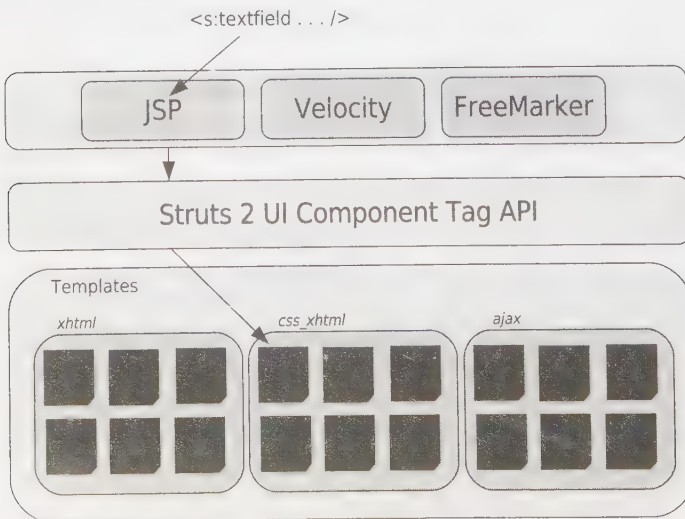 <s:textfield . . . />
JSP
Velocity
FreeMarker
Struts 2 UI Component Tag API
Templates
xhtml
css_xhtml
ajax